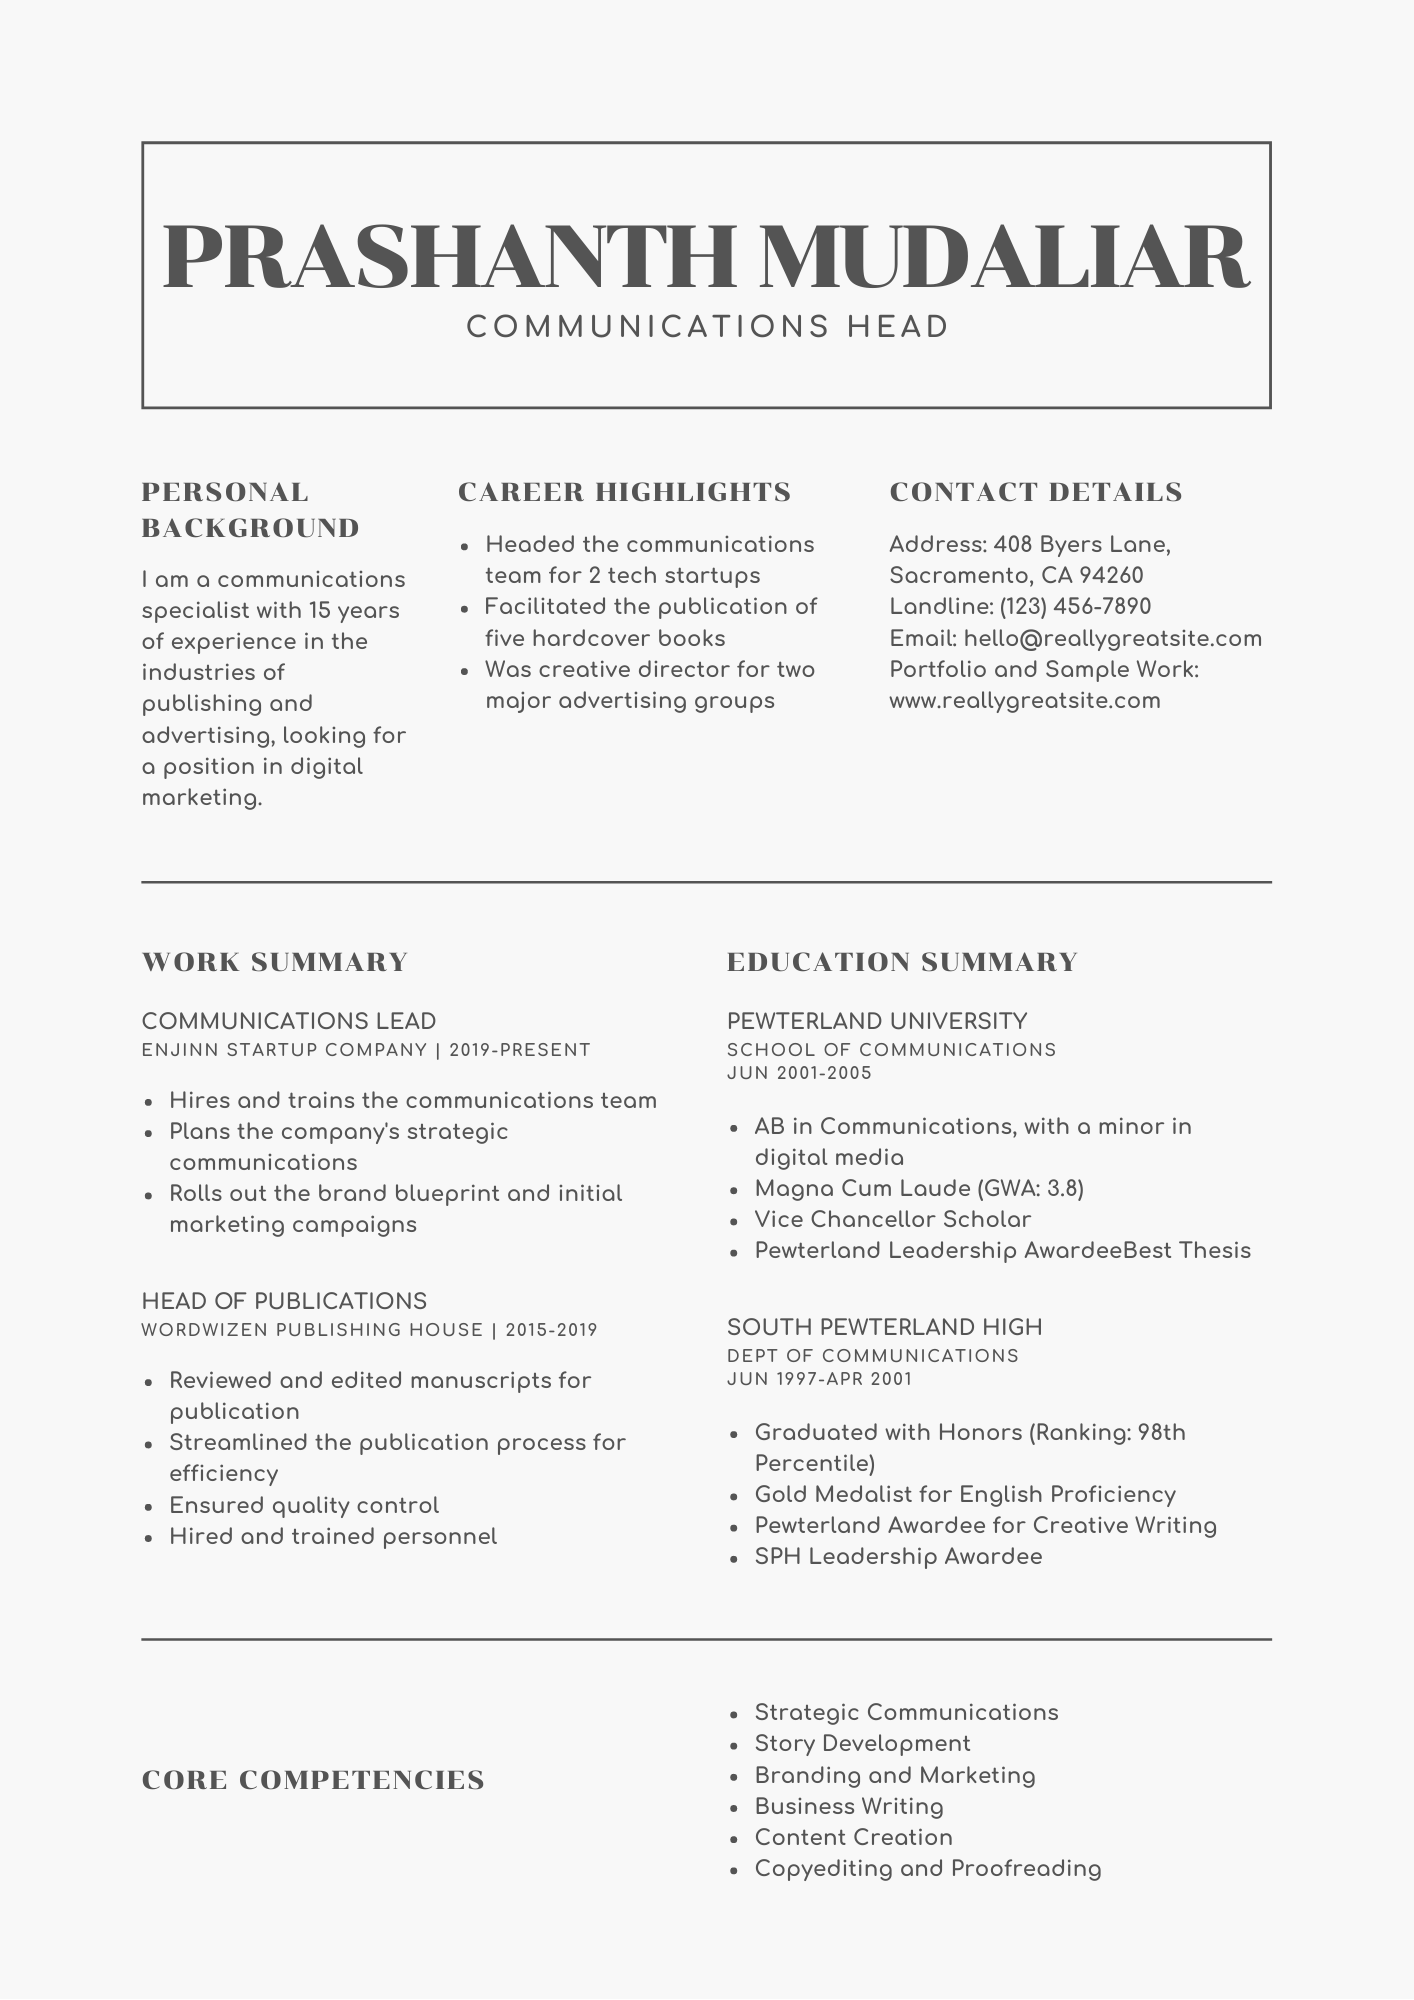 PRASHANTH MUDALIAR
COMMUNICATIONS HEAD
PERSONAL
BACKGROUND
I am a communications
specialist with 15 years
of experience in the
industries of
publishing and
advertising, looking for
a position in digital
marketing.
CAREER HIGHLIGHTS
• Headed the communications
team for 2 tech startups
• Facilitated the publication of
five hardcover books
• Was creative director for two
major advertising groups
CONTACT DETAILS
Address: 408 Byers Lane,
Sacramento, CA 94260
Landline: (123) 456-7890
Email: hello@reallygreatsite.com
Portfolio and Sample Work:
www.reallygreatsite.com
WORK SUMMARY
COMMUNICATIONS LEAD
ENJINN STARTUP COMPANY | 2019-PRESENT
• Hires and trains the communications team
• Plans the company's strategic
communications
• Rolls out the brand blueprint and initial
marketing campaigns
HEAD OF PUBLICATIONS
WORDWIZEN PUBLISHING HOUSE | 2015-2019
• Reviewed and edited manuscripts for
publication
• Streamlined the publication process for
efficiency
• Ensured quality control
• Hired and trained personnel
EDUCATION SUMMARY
PEWTERLAND UNIVERSITY
SCHOOL OF COMMUNICATIONS
JUN 2001-2005
• AB in Communications, with a minor in
digital media
• Magna Cum Laude (GWA: 3.8)
• Vice Chancellor Scholar
• Pewterland Leadership AwardeeBest Thesis
SOUTH PEWTERLAND HIGH
DEPT OF COMMUNICATIONS
JUN 1997-APR 2001
• Graduated with Honors (Ranking: 98th
Percentile)
• Gold Medalist for English Proficiency
• Pewterland Awardee for Creative Writing
• SPH Leadership Awardee
CORE COMPETENCIES
• Strategic Communications
• Story Development
• Branding and Marketing
• Business Writing
• Content Creation
• Copyediting and Proofreading